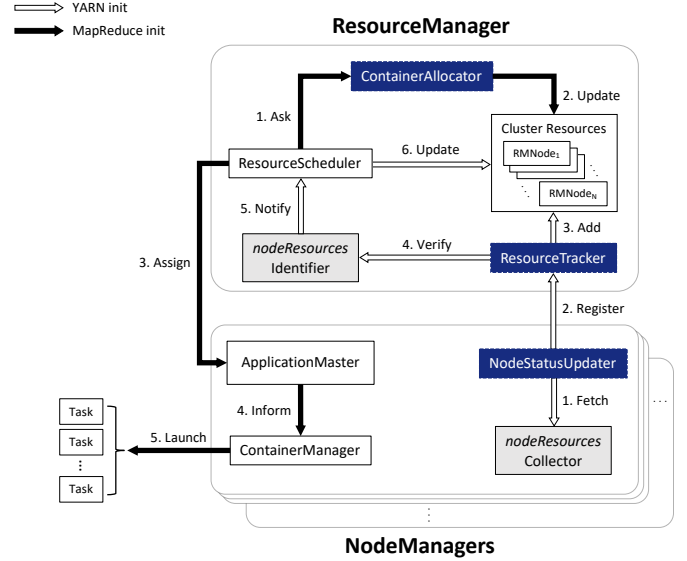 YARN init
MapReduce init
ResourceManager
ContainerAllocator
1. Ask
2. Update
Cluster Resources
RMNode1
RMNodeN
ResourceScheduler
6. Update
5. Notify
3. Add
4. Verify
nodeResources
Identifier
ResourceTracker
3. Assign
2. Register
ApplicationMaster
NodeStatusUpdater
4. Inform
1. Fetch
Task
Task
Task
5. Launch
ContainerManager
nodeResources
Collector
NodeManagers